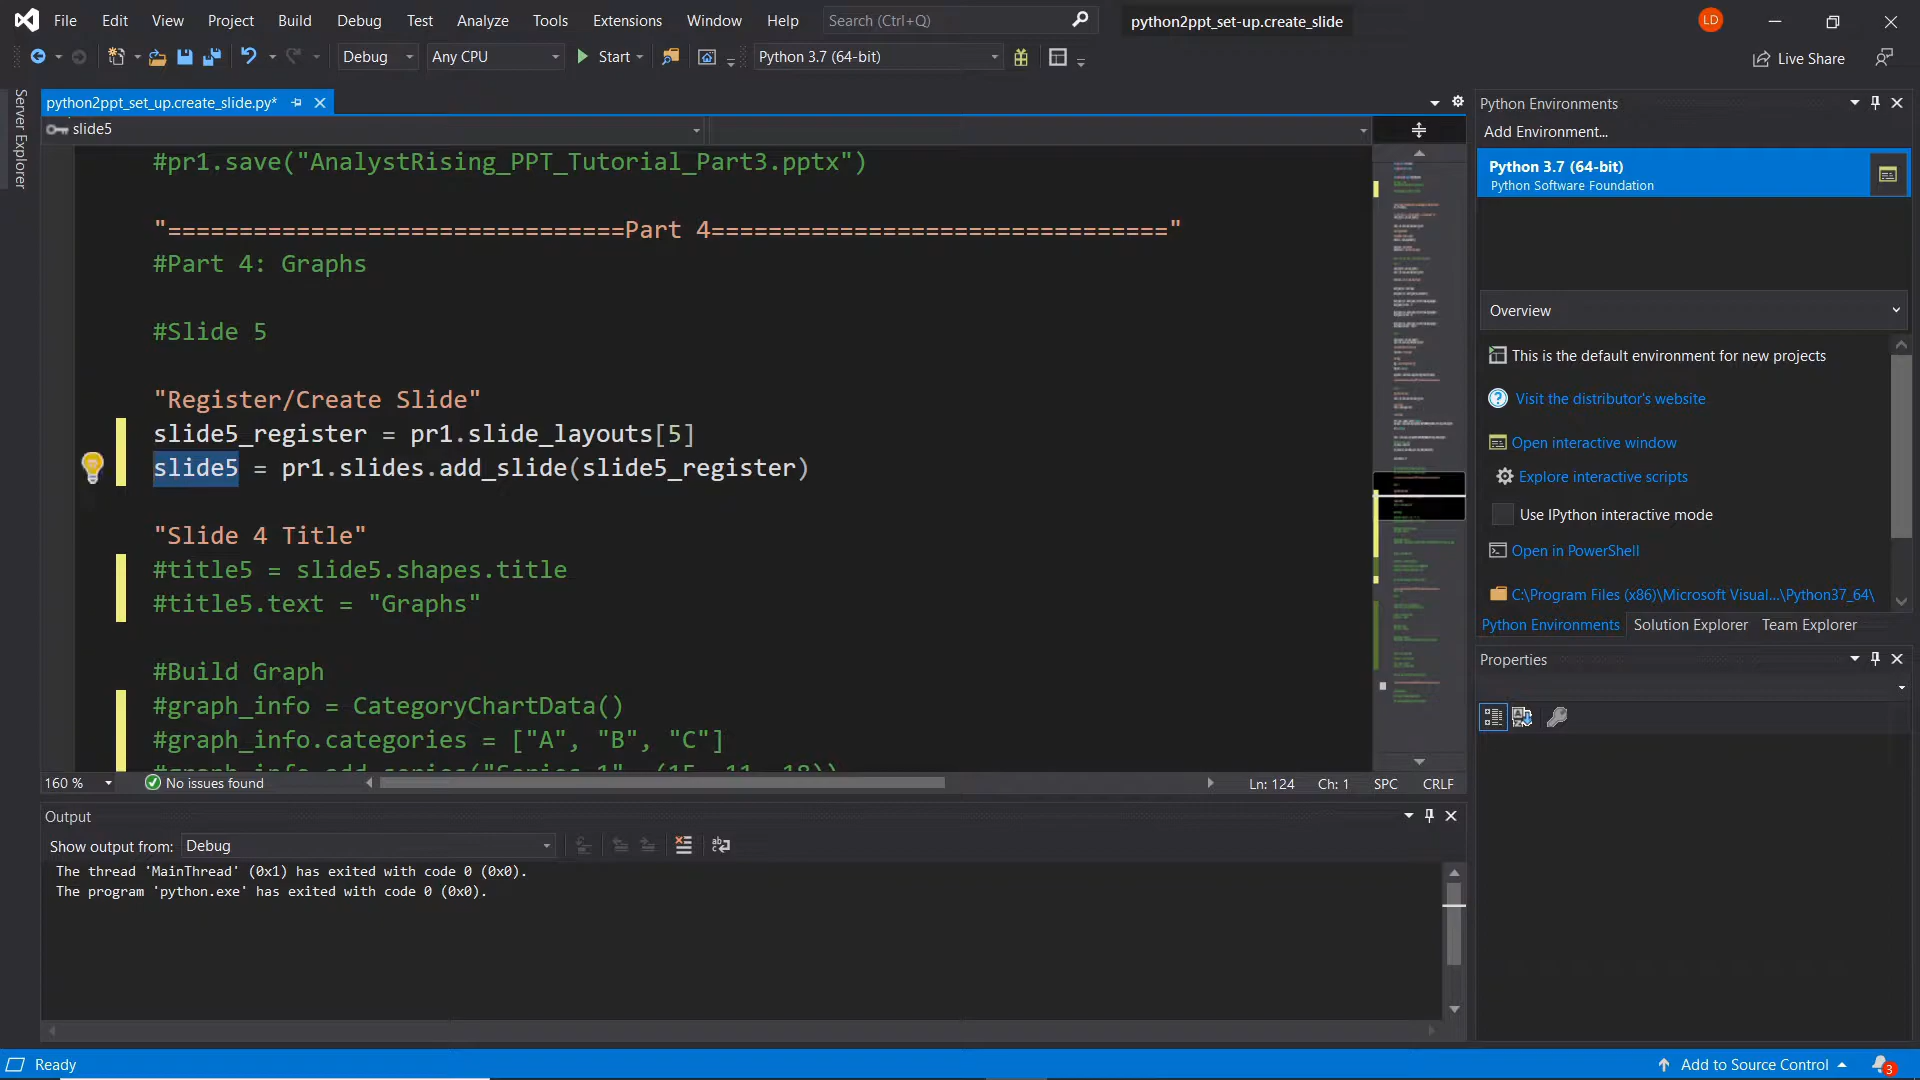 File Edit View Project Build Debug Test Analyze Tools Extensions Window Help Search (Ctrl+Q) python2ppt_set-up.create_slide LD
Debug Any CPU Start Python 3.7 (64-bit) Live Share
Server Explorer
python2ppt_set_up.create_slide.py*
slide5
#pr1.save("AnalystRising_PPT_Tutorial_Part3.pptx")
"================================Part 4================================"
#Part 4: Graphs
#Slide 5
"Register/Create Slide"
slide5_register = pr1.slide_layouts[5]
slide5 = pr1.slides.add_slide(slide5_register)
"Slide 4 Title"
#title5 = slide5.shapes.title
#title5.text = "Graphs"
#Build Graph
#graph_info = CategoryChartData()
#graph_info.categories = ["A", "B", "C"]
#graph_info.add_series("Series 1", (15, 11, 18))
160 % No issues found Ln: 124 Ch: 1 SPC CRLF
Output
Show output from: Debug
The thread 'MainThread' (0x1) has exited with code 0 (0x0).
The program 'python.exe' has exited with code 0 (0x0).
Python Environments
Add Environment...
Python 3.7 (64-bit)
Python Software Foundation
Overview
This is the default environment for new projects
Visit the distributor's website
Open interactive window
Explore interactive scripts
Use IPython interactive mode
Open in PowerShell
C:\Program Files (x86)\Microsoft Visual...\Python37_64\
Python Environments Solution Explorer Team Explorer
Properties
Ready Add to Source Control 3